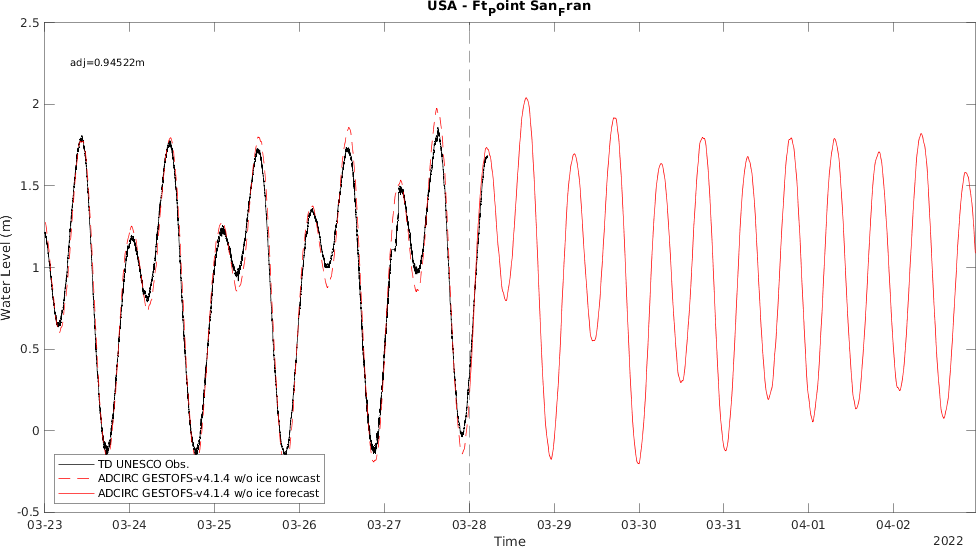 USA - FtPoint SanFran
2.5
adj=0.94522m
2
1.5
1
0.5
0
-0.5
Water Level (m)
TD UNESCO Obs.
ADCIRC GESTOFS-v4.1.4 w/o ice nowcast
ADCIRC GESTOFS-v4.1.4 w/o ice forecast
03-23 03-24 03-25 03-26 03-27 03-28 03-29 03-30 03-31 04-01 04-02
Time
2022